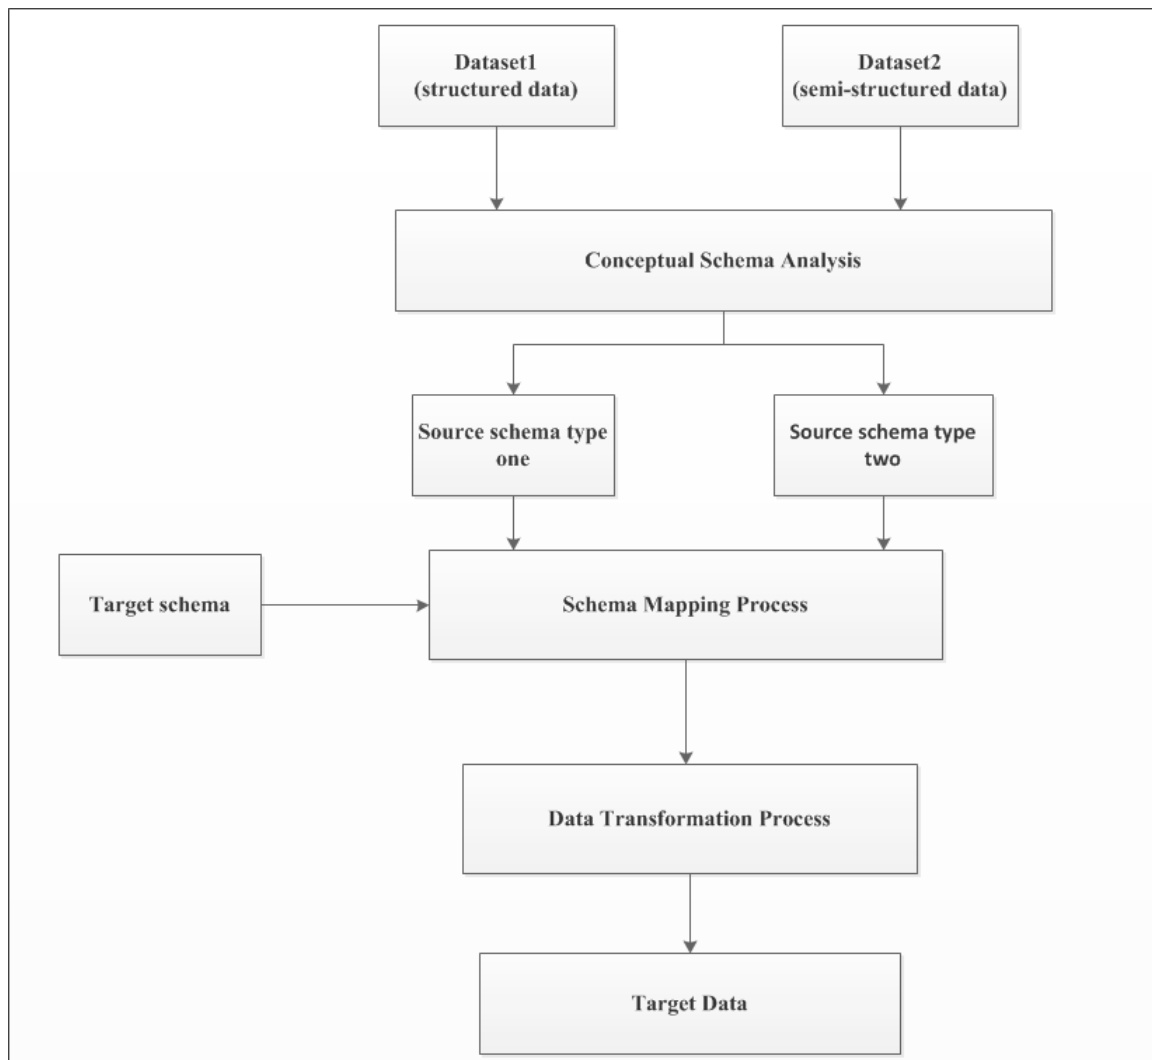 Dataset1
(structured data)
Dataset2
(semi-structured data)
Conceptual Schema Analysis
Source schema type
one
Source schema type
two
Target schema
Schema Mapping Process
Data Transformation Process
Target Data